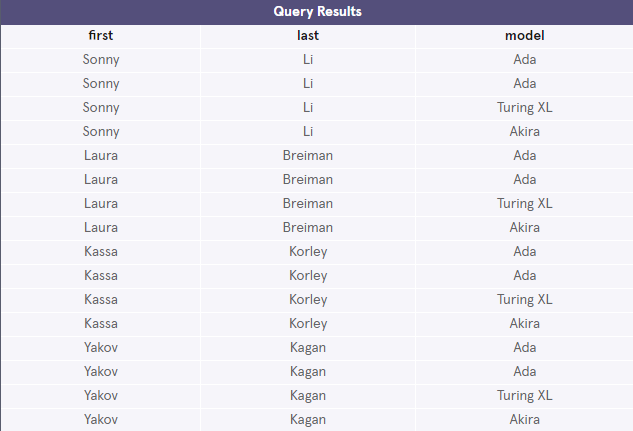 Query Results
first last model
Sonny Li Ada
Sonny Li Ada
Sonny Li Turing XL
Sonny Li Akira
Laura Breiman Ada
Laura Breiman Ada
Laura Breiman Turing XL
Laura Breiman Akira
Kassa Korley Ada
Kassa Korley Ada
Kassa Korley Turing XL
Kassa Korley Akira
Yakov Kagan Ada
Yakov Kagan Ada
Yakov Kagan Turing XL
Yakov Kagan Akira